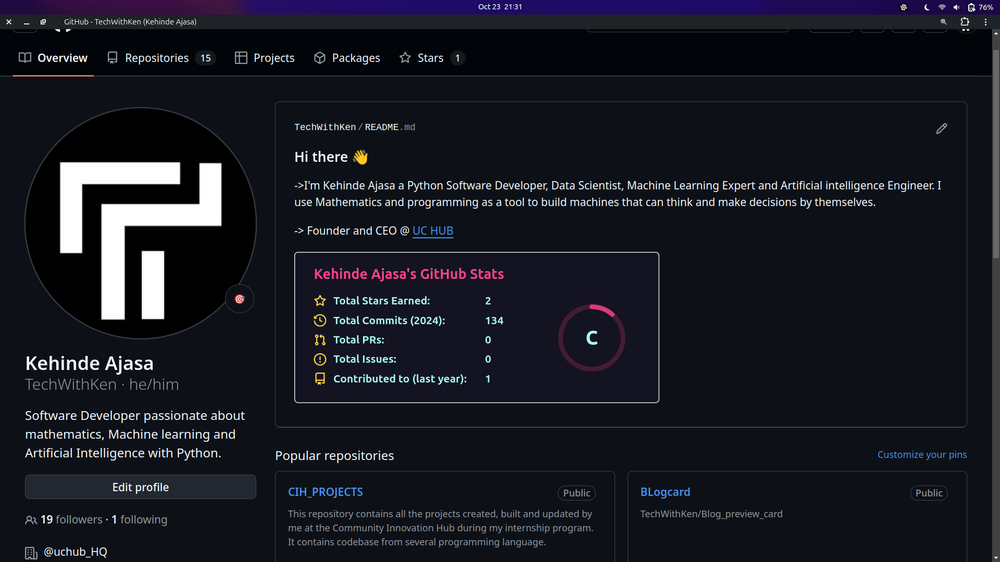 Oct 23 21:31
76%
GitHub - TechWithKen (Kehinde Ajasa)
Overview
Repositories 15
Projects
Packages
Stars 1
TechWithKen/README.md
Hi there 👋
->I'm Kehinde Ajasa a Python Software Developer, Data Scientist, Machine Learning Expert and Artificial intelligence Engineer. I
use Mathematics and programming as a tool to build machines that can think and make decisions by themselves.
-> Founder and CEO @ UC HUB
Kehinde Ajasa's GitHub Stats
Total Stars Earned: 2
Total Commits (2024): 134
Total PRs: 0
Total Issues: 0
Contributed to (last year): 1
C
Kehinde Ajasa
TechWithKen · he/him
Software Developer passionate about
mathematics, Machine learning and
Artificial Intelligence with Python.
Edit profile
19 followers · 1 following
@uchub_HQ
Popular repositories
Customize your pins
CIH_PROJECTS
Public
This repository contains all the projects created, built and updated by
me at the Community Innovation Hub during my internship program.
It contains codebase from several programming language.
BLogcard
Public
TechWithKen/Blog_preview_card